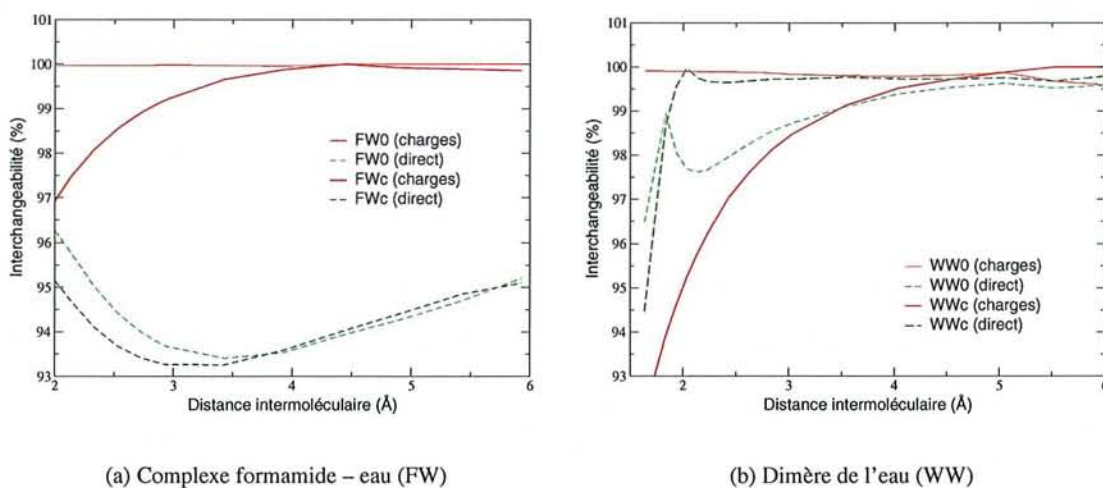 101
100
99
98
97
96
95
94
93
Interchangeabilité (%)
FW0 (charges)
FW0 (direct)
FWc (charges)
FWc (direct)
2
3
4
5
6
Distance intermoléculaire (Å)
(a) Complexe formamide – eau (FW)
101
100
99
98
97
96
95
94
93
Interchangeabilité (%)
WW0 (charges)
WW0 (direct)
WWc (charges)
WWc (direct)
2
3
4
5
6
Distance intermoléculaire (Å)
(b) Dimère de l'eau (WW)